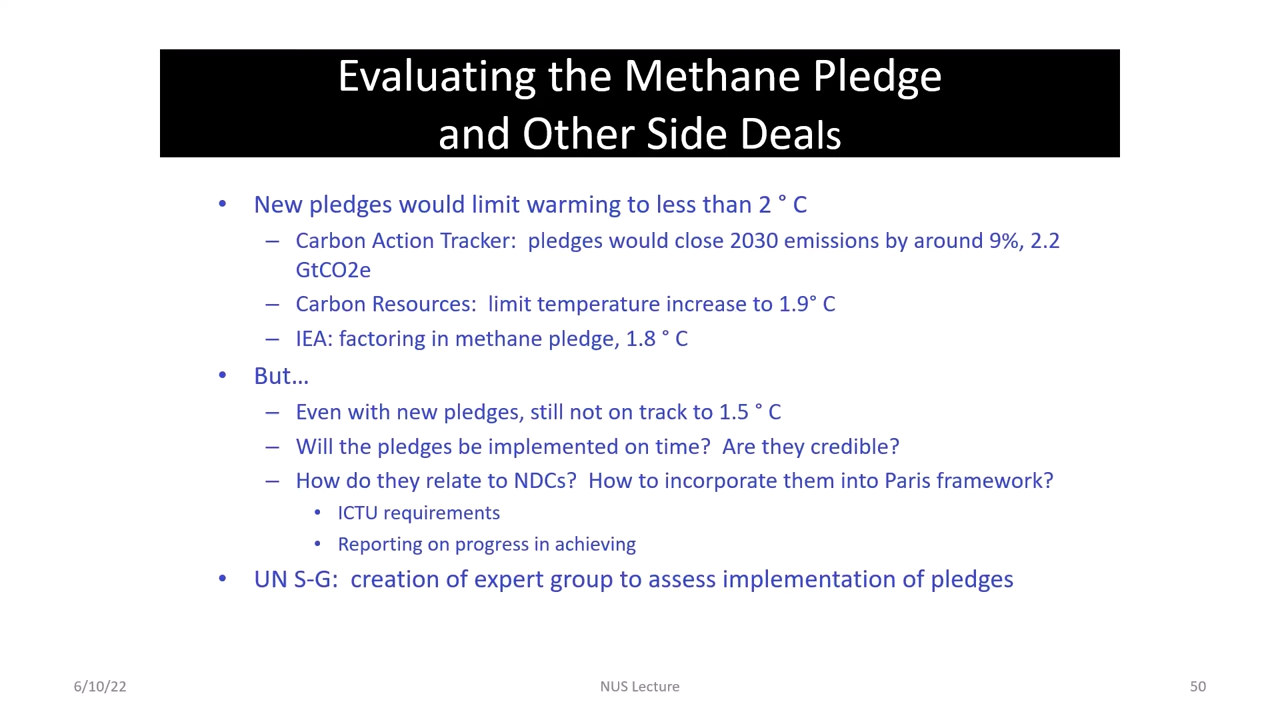 Evaluating the Methane Pledge
and Other Side Deals
• New pledges would limit warming to less than 2 ° C
– Carbon Action Tracker:  pledges would close 2030 emissions by around 9%, 2.2
GtCO2e
– Carbon Resources:  limit temperature increase to 1.9° C
– IEA: factoring in methane pledge, 1.8 ° C
• But…
– Even with new pledges, still not on track to 1.5 ° C
– Will the pledges be implemented on time?  Are they credible?
– How do they relate to NDCs?  How to incorporate them into Paris framework?
• ICTU requirements
• Reporting on progress in achieving
• UN S-G:  creation of expert group to assess implementation of pledges
6/10/22
NUS Lecture
50